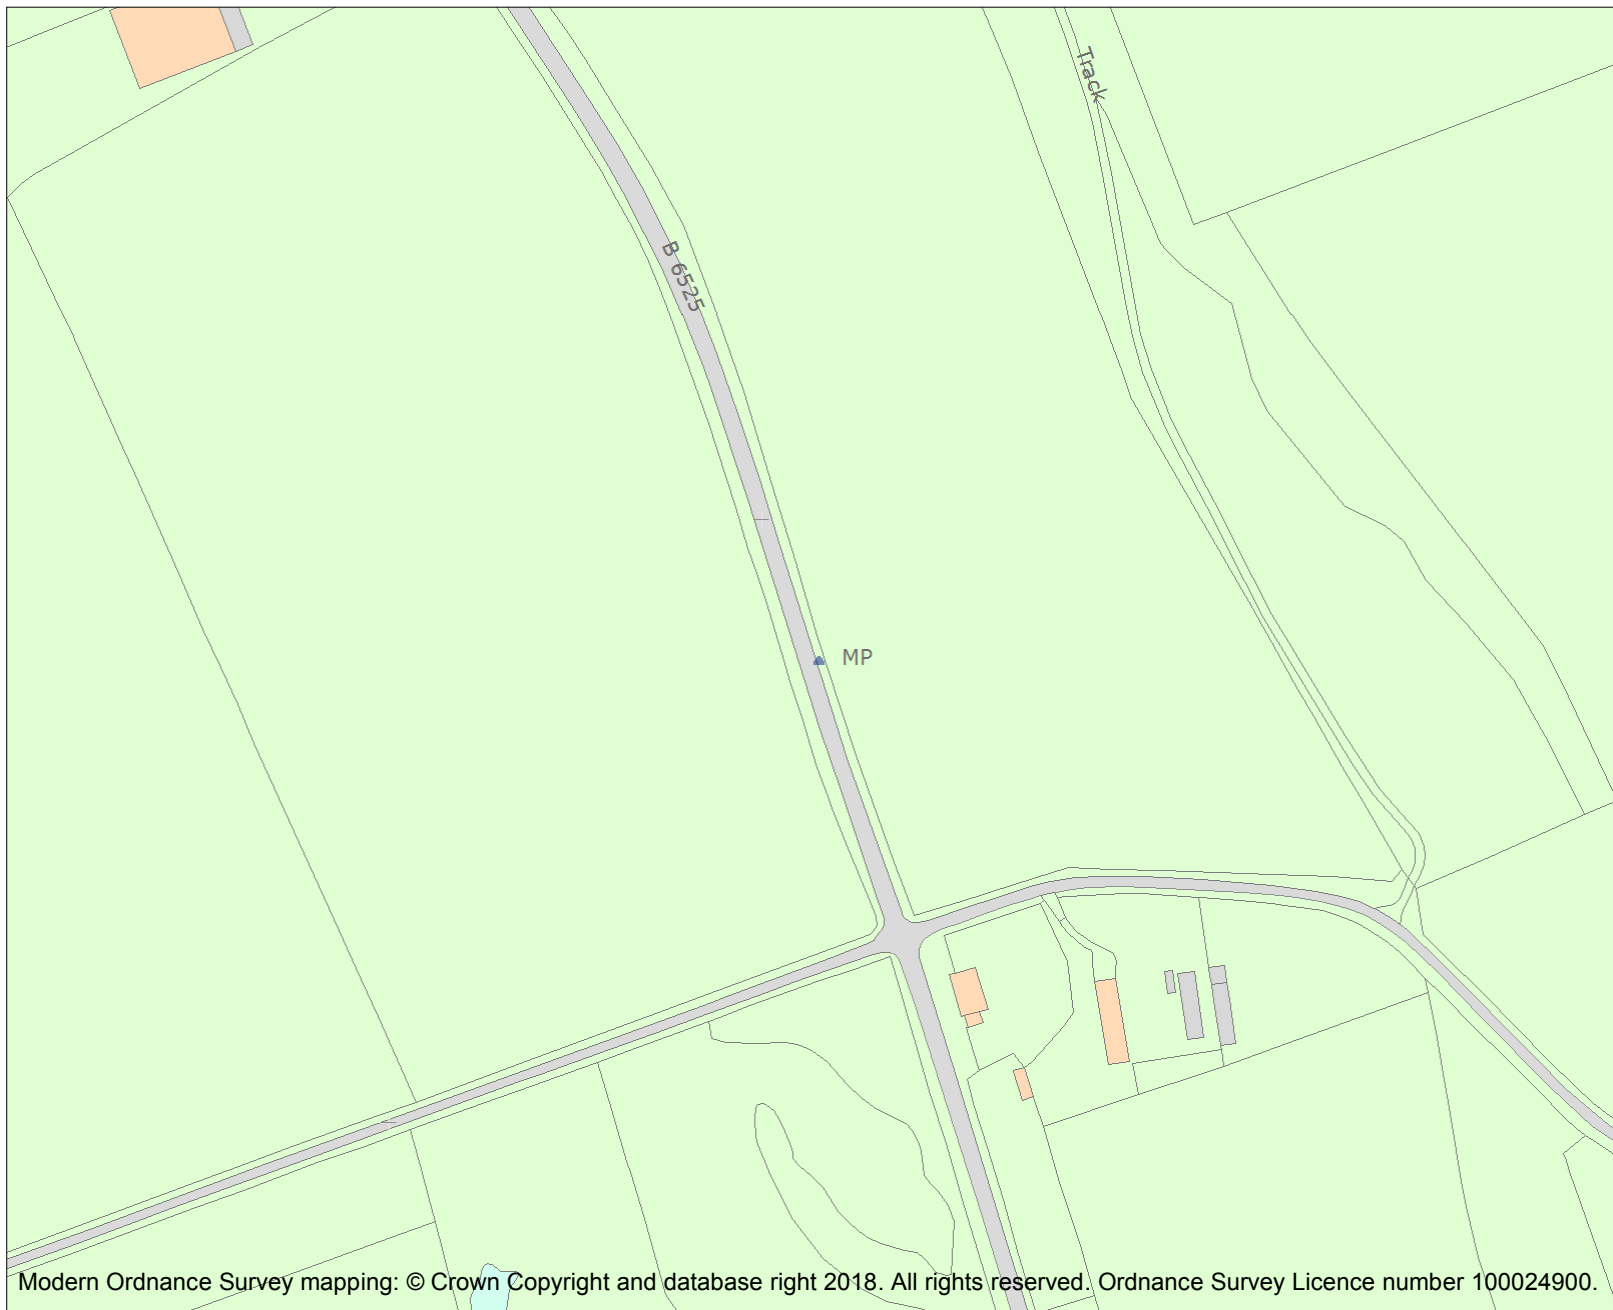 Track
B 6525
MP
Modern Ordnance Survey mapping: © Crown Copyright and database right 2018. All rights reserved. Ordnance Survey Licence number 100024900.